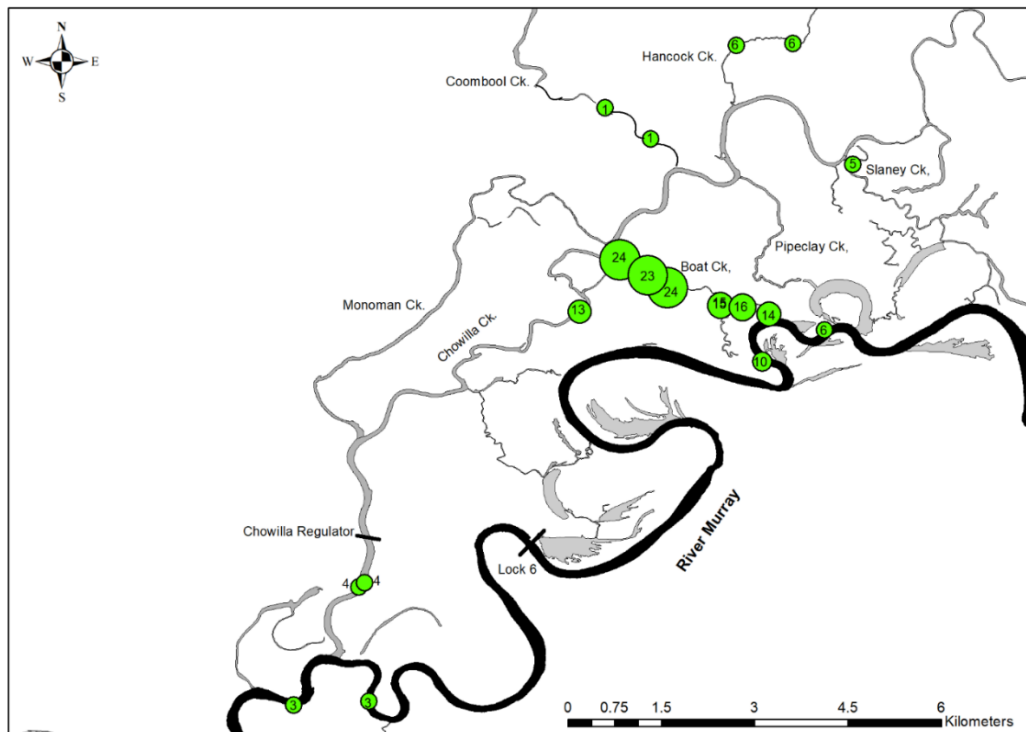 N
W E
S
Hancock Ck.
6
6
Coombool Ck.
1
1
5
Slaney Ck,
24
23
24
Boat Ck,
Pipeclay Ck,
Monoman Ck.
Chowilla Ck.
13
15
16
14
6
10
River Murray
Chowilla Regulator
Lock 6
4
4
3
3
0 0.75 1.5 3 4.5 6
Kilometers